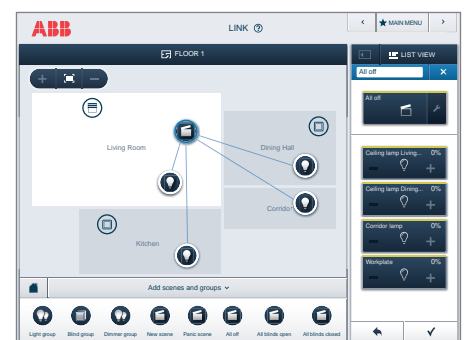 ABB
LINK ?
MAIN MENU
FLOOR 1
LIST VIEW
All off
All off
Living Room
Dining Hall
Corridor
Kitchen
Ceiling lamp Living... 0%
Ceiling lamp Dining... 0%
Corridor lamp 0%
Workplate 0%
Add scenes and groups
Light group Blind group Dimmer group New scene Panic scene All off All blinds open All blinds closed